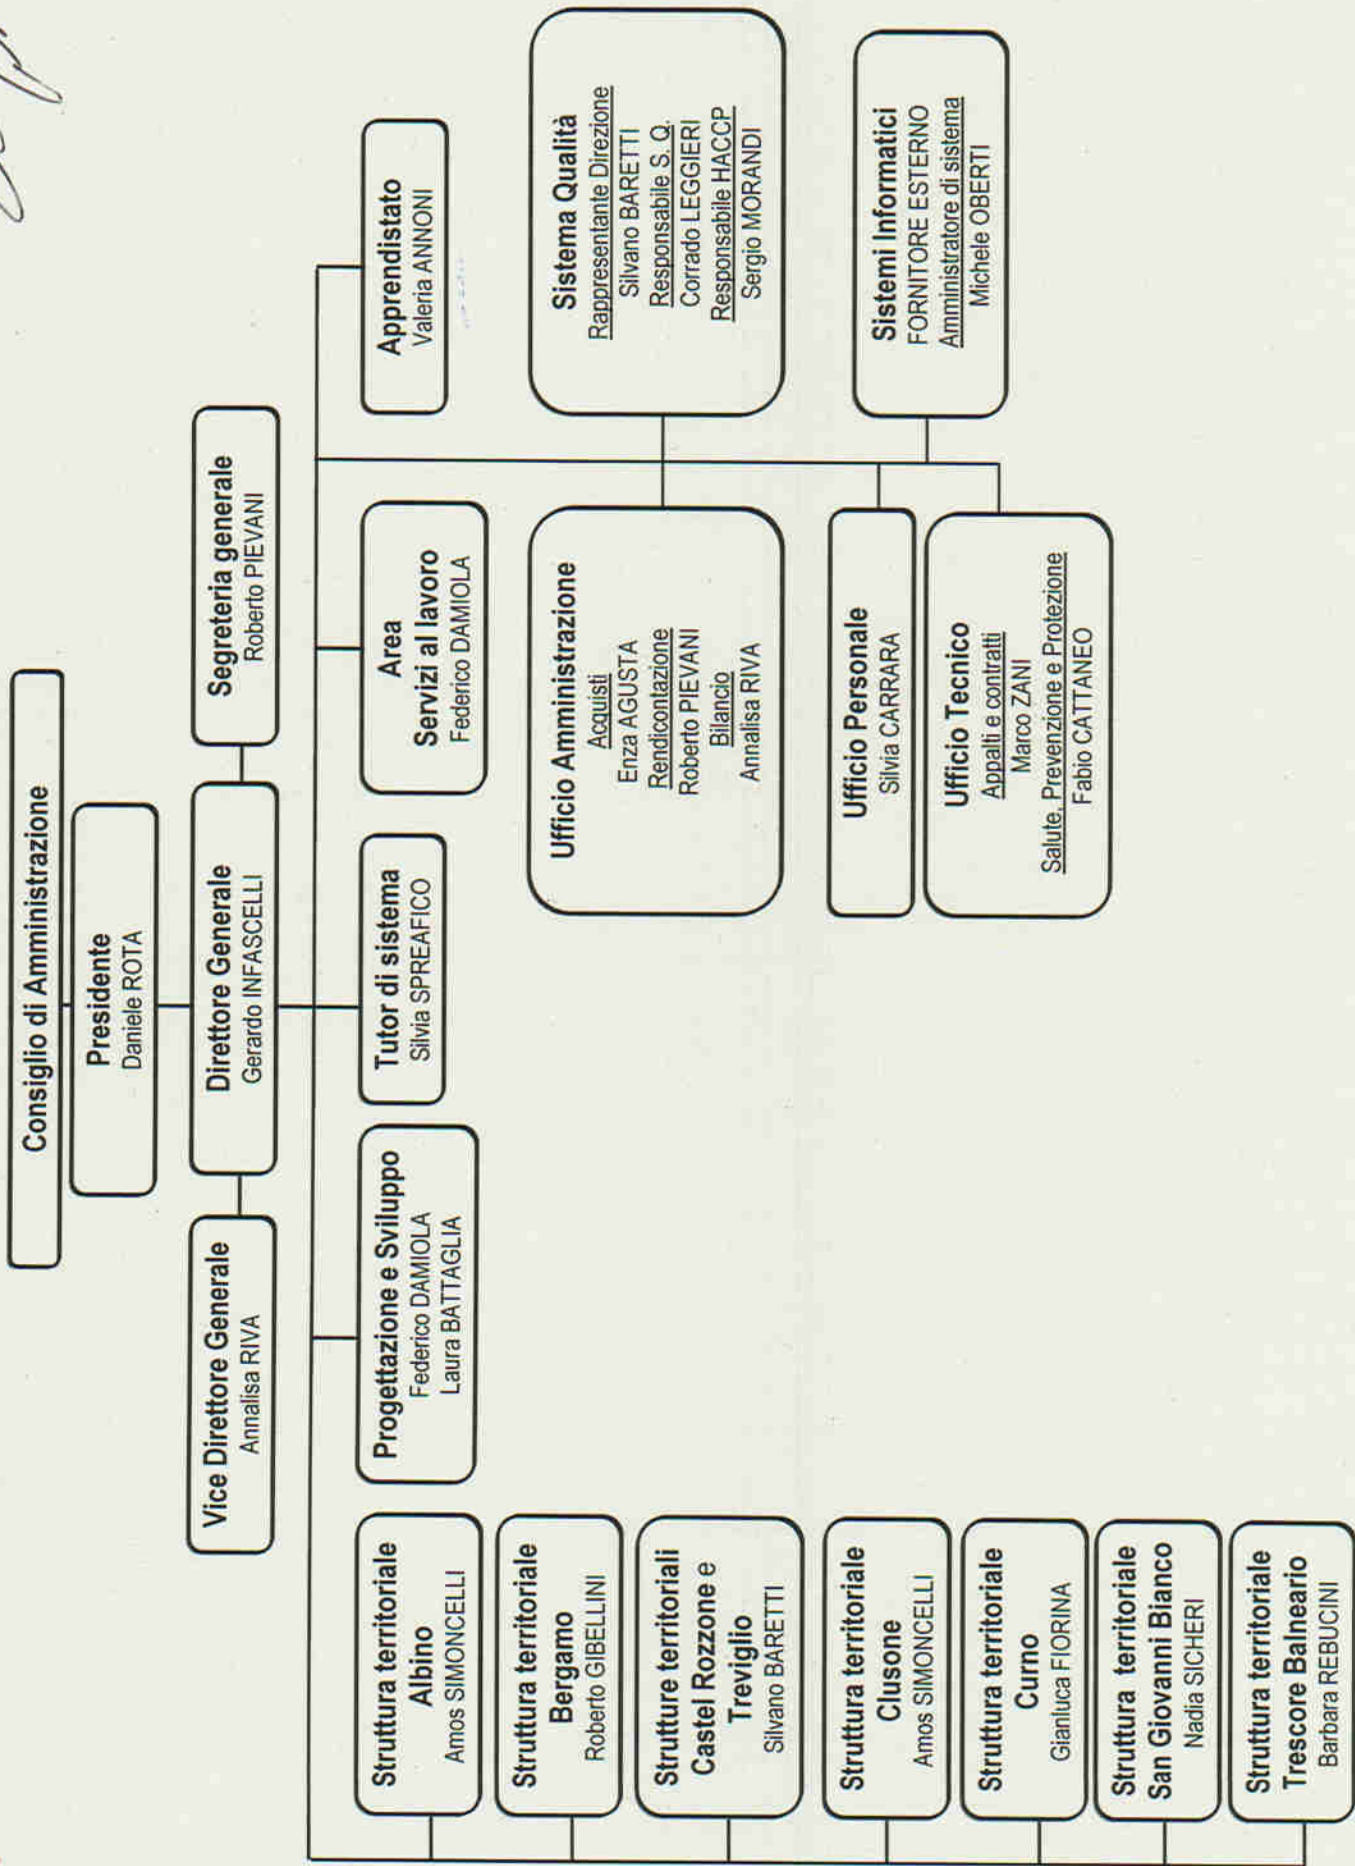 Consiglio di Amministrazione
Presidente
Daniele ROTA
Vice Direttore Generale
Annalisa RIVA
Direttore Generale
Gerardo INFASCELLI
Segreteria generale
Roberto PIEVANI
Struttura territoriale
Albino
Amos SIMONCELLI
Struttura territoriale
Bergamo
Roberto GIBELLINI
Strutture territoriali
Castel Rozzone e
Treviglio
Silvano BARETTI
Struttura territoriale
Clusone
Amos SIMONCELLI
Struttura territoriale
Curno
Gianluca FIORINA
Struttura territoriale
San Giovanni Bianco
Nadia SICHERI
Struttura territoriale
Trescore Balneario
Barbara REBUCINI
Progettazione e Sviluppo
Federico DAMIOLA
Laura BATTAGLIA
Tutor di sistema
Silvia SPREAFICO
Area
Servizi al lavoro
Federico DAMIOLA
Apprendistato
Valeria ANNONI
Ufficio Amministrazione
Acquisti
Enza AGUSTA
Rendicontazione
Roberto PIEVANI
Bilancio
Annalisa RIVA
Sistema Qualità
Rappresentante Direzione
Silvano BARETTI
Responsabile S. Q.
Corrado LEGGIERI
Responsabile HACCP
Sergio MORANDI
Ufficio Personale
Silvia CARRARA
Ufficio Tecnico
Appalti e contratti
Marco ZANI
Salute, Prevenzione e Protezione
Fabio CATTANEO
Sistemi Informatici
FORNITORE ESTERNO
Amministratore di sistema
Michele OBERTI